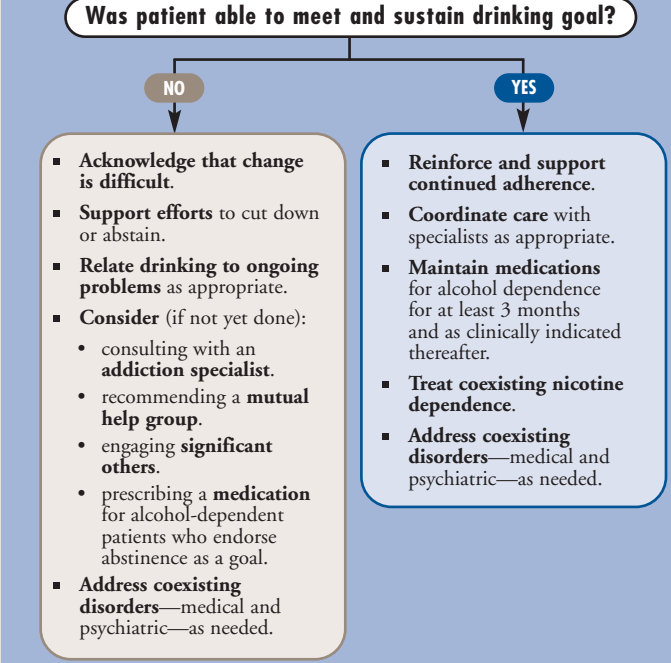 Was patient able to meet and sustain drinking goal?
NO
YES
▪ Acknowledge that change
is difficult.
▪ Support efforts to cut down
or abstain.
▪ Relate drinking to ongoing
problems as appropriate.
▪ Consider (if not yet done):
• consulting with an
addiction specialist.
• recommending a mutual
help group.
• engaging significant
others.
• prescribing a medication
for alcohol-dependent
patients who endorse
abstinence as a goal.
▪ Address coexisting
disorders—medical and
psychiatric—as needed.
▪ Reinforce and support
continued adherence.
▪ Coordinate care with
specialists as appropriate.
▪ Maintain medications
for alcohol dependence
for at least 3 months
and as clinically indicated
thereafter.
▪ Treat coexisting nicotine
dependence.
▪ Address coexisting
disorders—medical and
psychiatric—as needed.